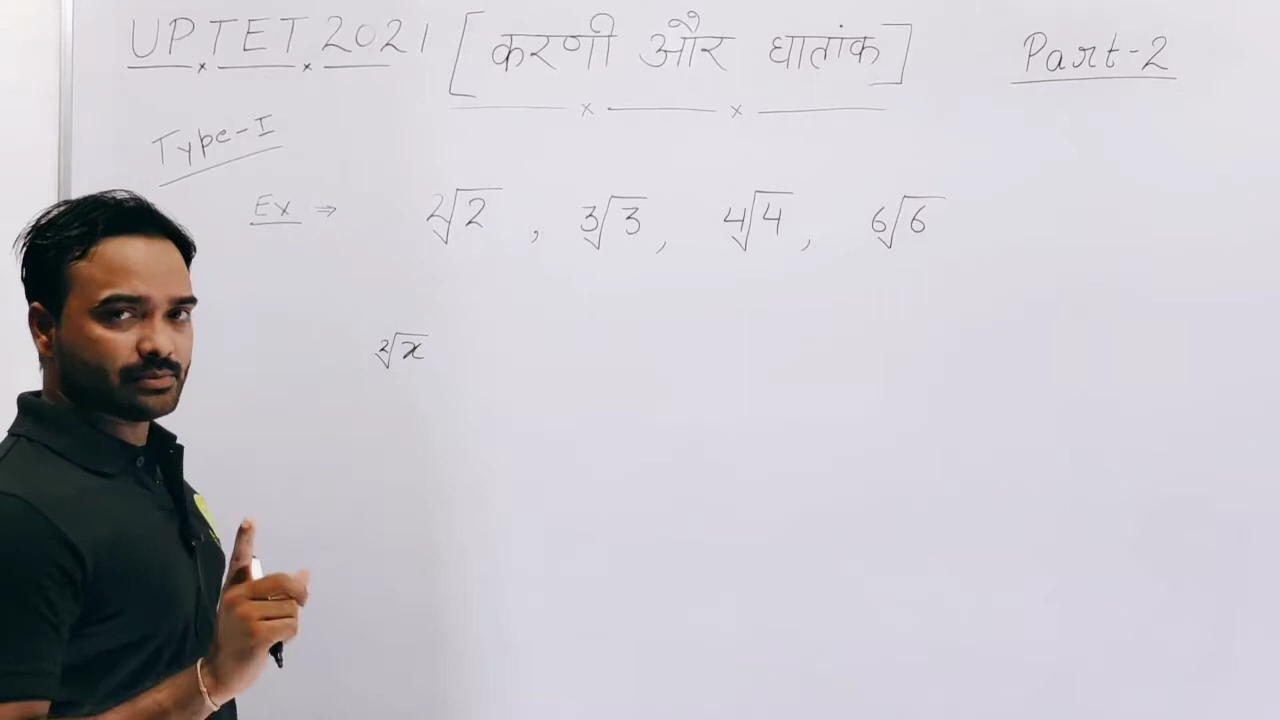 UPTET 2021 [करणी और घातांक] Part-2
Type-I
Ex ⇒ ²√2 , ³√3 , ⁴√4 , ⁶√6
²√x